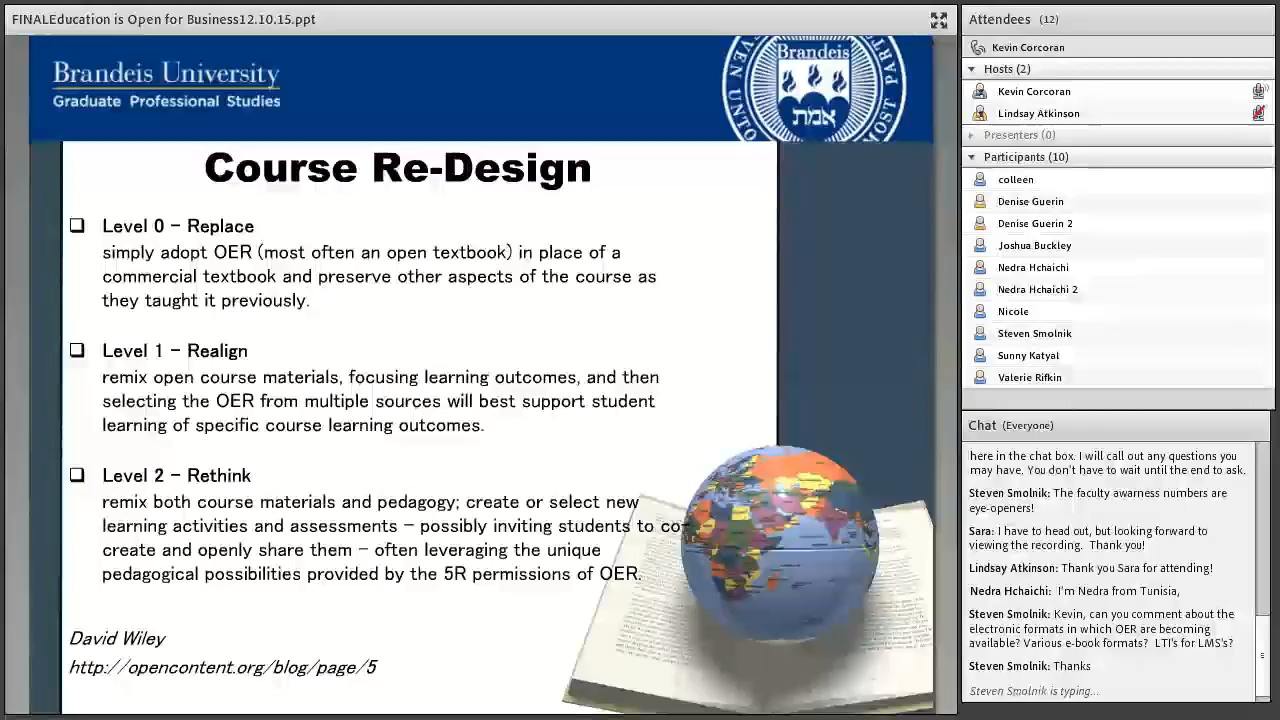 FINALEducation is Open for Business12.10.15.ppt
Brandeis University
Graduate Professional Studies
Brandeis
אמת
Course Re-Design
Level 0 – Replace
simply adopt OER (most often an open textbook) in place of a
commercial textbook and preserve other aspects of the course as
they taught it previously.
Level 1 – Realign
remix open course materials, focusing learning outcomes, and then
selecting the OER from multiple sources will best support student
learning of specific course learning outcomes.
Level 2 – Rethink
remix both course materials and pedagogy; create or select new
learning activities and assessments – possibly inviting students to co-
create and openly share them – often leveraging the unique
pedagogical possibilities provided by the 5R permissions of OER.
David Wiley
http://opencontent.org/blog/page/5
Attendees (12)
Kevin Corcoran
Hosts (2)
Kevin Corcoran
Lindsay Atkinson
Presenters (0)
Participants (10)
colleen
Denise Guerin
Denise Guerin 2
Joshua Buckley
Nedra Hchaichi
Nedra Hchaichi 2
Nicole
Steven Smolnik
Sunny Katyal
Valerie Rifkin
Chat (Everyone)
here in the chat box. I will call out any questions you
may have. You don't have to wait until the end to ask.
Steven Smolnik: The faculty awarness numbers are
eye-openers!
Sara: I have to head out, but looking forward to
viewing the recording. Thank you!
Lindsay Atkinson: Thank you Sara for attending!
Nedra Hchaichi: I'm Nedra from Tunisia,
Steven Smolnik: Kevin, can you comment about the
electronic formats in which OER are becoming
available? Various e-book formats? LTI's for LMS's?
Steven Smolnik: Thanks
Steven Smolnik is typing...